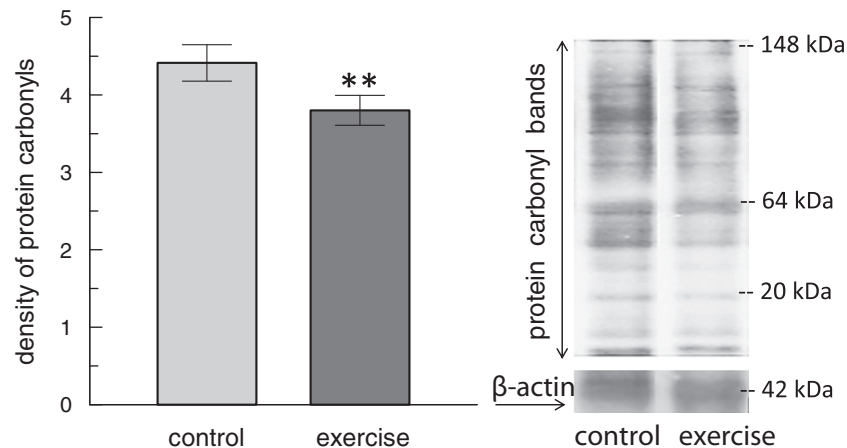 density of protein carbonyls
5
4
3
2
1
0
**
control
exercise
protein carbonyl bands
-- 148 kDa
-- 64 kDa
-- 20 kDa
β-actin
-- 42 kDa
control exercise